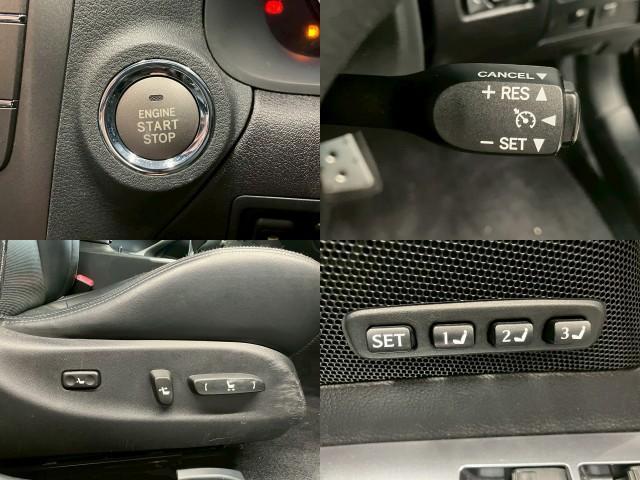 ENGINE
START
STOP
CANCEL▼
+ RES ▲
◀
− SET ▼
SET 1 2 3